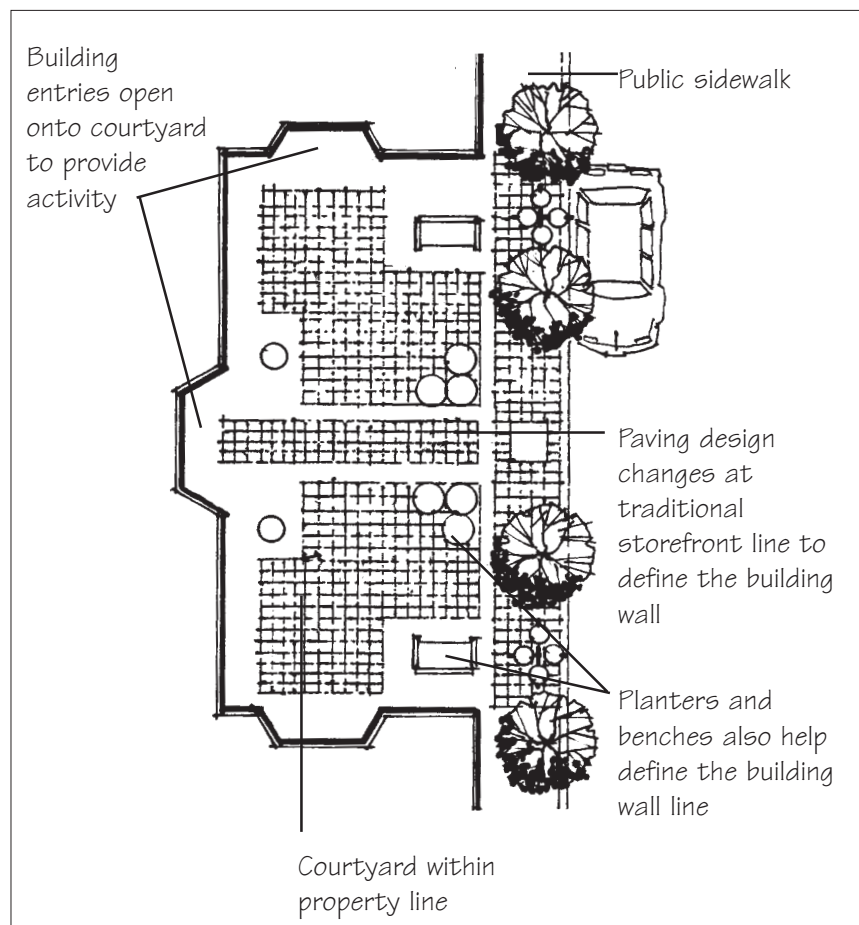 Building
entries open
onto courtyard
to provide
activity
Public sidewalk
Paving design
changes at
traditional
storefront line to
define the building
wall
Planters and
benches also help
define the building
wall line
Courtyard within
property line